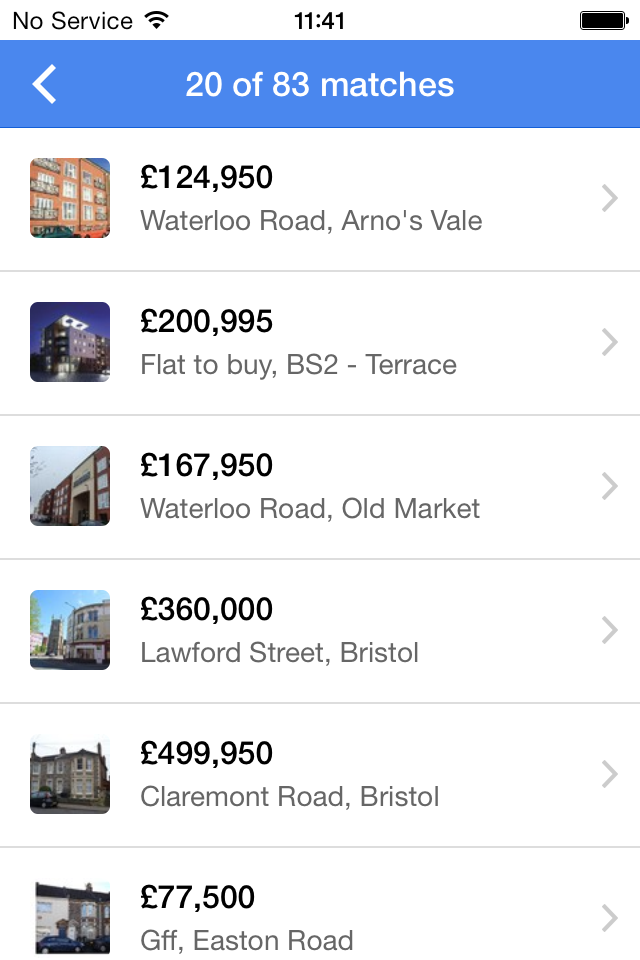 No Service 11:41
20 of 83 matches
£124,950
Waterloo Road, Arno's Vale
£200,995
Flat to buy, BS2 - Terrace
£167,950
Waterloo Road, Old Market
£360,000
Lawford Street, Bristol
£499,950
Claremont Road, Bristol
£77,500
Gff, Easton Road